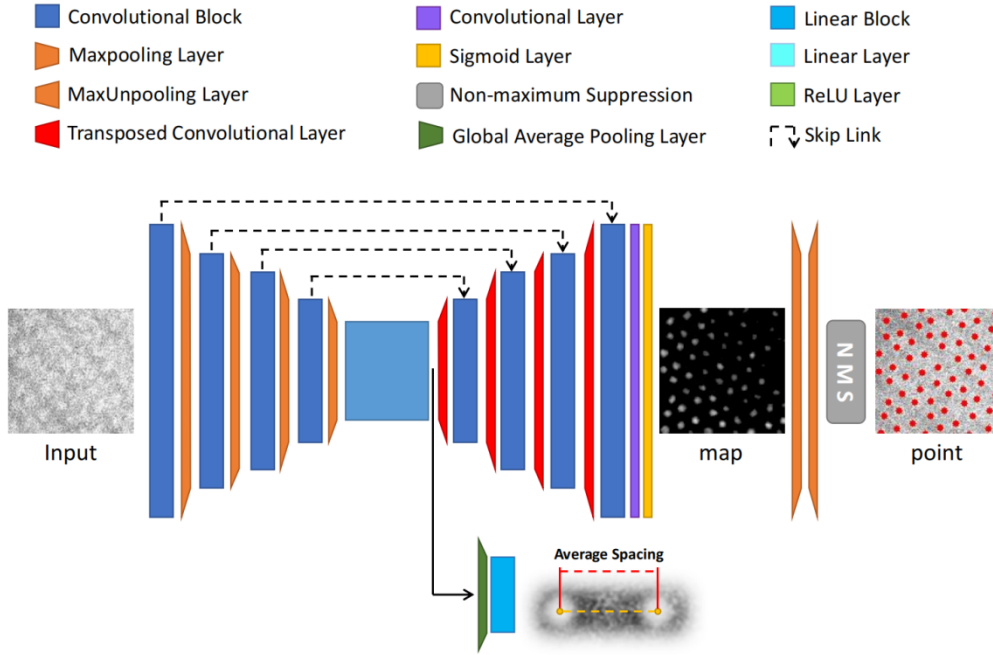 Convolutional Block
Convolutional Layer
Linear Block
Maxpooling Layer
Sigmoid Layer
Linear Layer
MaxUnpooling Layer
Non-maximum Suppression
ReLU Layer
Transposed Convolutional Layer
Global Average Pooling Layer
Skip Link
Input
map
NMS
point
Average Spacing